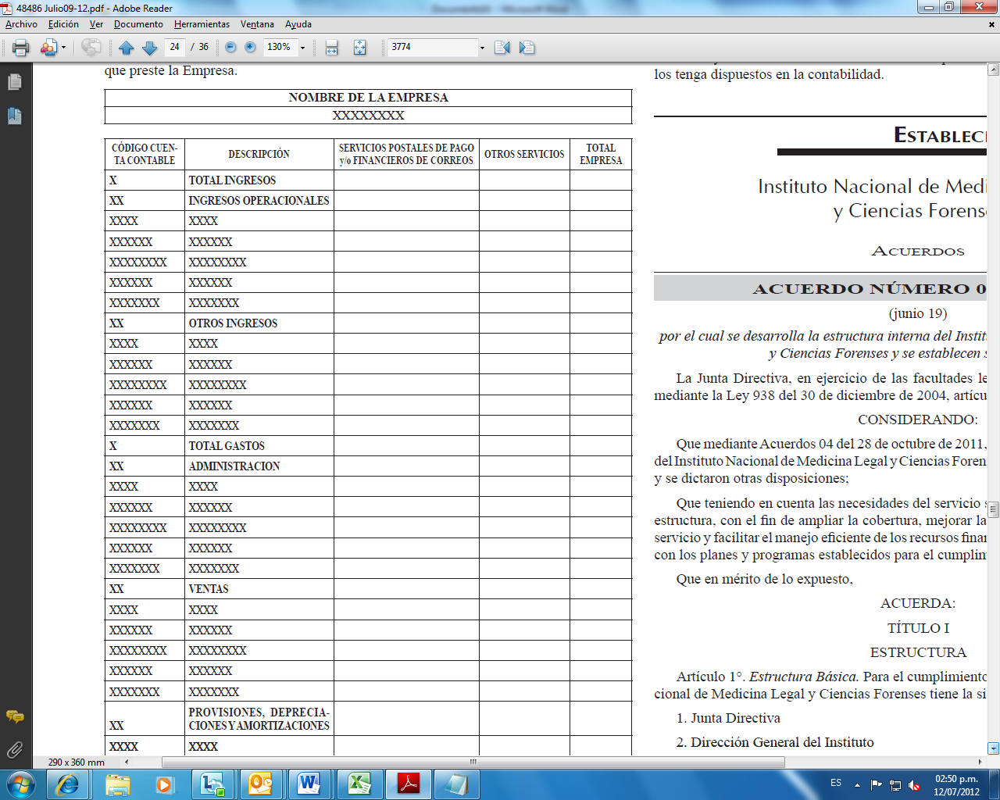 48486 Julio09-12.pdf - Adobe Reader
Archivo Edición Ver Documento Herramientas Ventana Ayuda
24 / 36 130% 3774
que preste la Empresa.
NOMBRE DE LA EMPRESA
XXXXXXXX
CÓDIGO CUEN-
TA CONTABLE
DESCRIPCIÓN
SERVICIOS POSTALES DE PAGO
y/o FINANCIEROS DE CORREOS
OTROS SERVICIOS
TOTAL
EMPRESA
X TOTAL INGRESOS
XX INGRESOS OPERACIONALES
XXXX XXXX
XXXXXX XXXXXX
XXXXXXXX XXXXXXXX
XXXXXX XXXXXX
XXXXXXX XXXXXXX
XX OTROS INGRESOS
XXXX XXXX
XXXXXX XXXXXX
XXXXXXXX XXXXXXXX
XXXXXX XXXXXX
XXXXXXX XXXXXXX
X TOTAL GASTOS
XX ADMINISTRACION
XXXX XXXX
XXXXXX XXXXXX
XXXXXXXX XXXXXXXX
XXXXXX XXXXXX
XXXXXXX XXXXXXX
XX VENTAS
XXXX XXXX
XXXXXX XXXXXX
XXXXXXXX XXXXXXXX
XXXXXX XXXXXX
XXXXXXX XXXXXXX
XX PROVISIONES, DEPRECIA-
CIONES Y AMORTIZACIONES
XXXX XXXX
los tenga dispuestos en la contabilidad.
ESTABLECI
Instituto Nacional de Medi
y Ciencias Forens
ACUERDOS
ACUERDO NÚMERO 0
(junio 19)
por el cual se desarrolla la estructura interna del Instit
y Ciencias Forenses y se establecen s
La Junta Directiva, en ejercicio de las facultades le
mediante la Ley 938 del 30 de diciembre de 2004, artícu
CONSIDERANDO:
Que mediante Acuerdos 04 del 28 de octubre de 2011,
del Instituto Nacional de Medicina Legal y Ciencias Foren
y se dictaron otras disposiciones;
Que teniendo en cuenta las necesidades del servicio s
estructura, con el fin de ampliar la cobertura, mejorar la
servicio y facilitar el manejo eficiente de los recursos finan
con los planes y programas establecidos para el cumplim
Que en mérito de lo expuesto,
ACUERDA:
TÍTULO I
ESTRUCTURA
Artículo 1°. Estructura Básica. Para el cumplimiento
cional de Medicina Legal y Ciencias Forenses tiene la si
1. Junta Directiva
2. Dirección General del Instituto
290 x 360 mm
ES 02:50 p.m.
12/07/2012